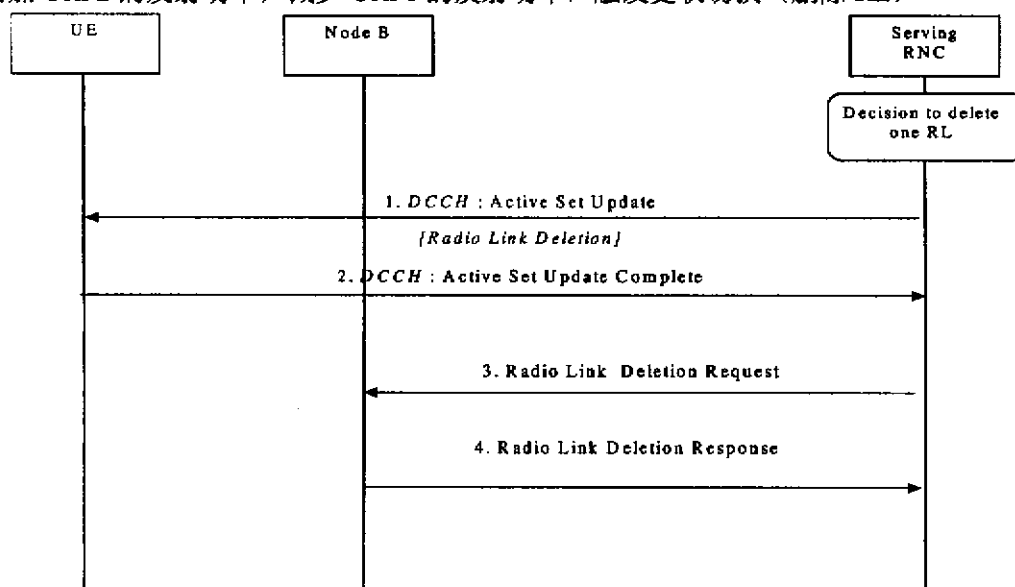 UE
Node B
Serving
RNC
Decision to delete
one RL
1. DCCH : Active Set Update
{Radio Link Deletion}
2. DCCH : Active Set Update Complete
3. Radio Link Deletion Request
4. Radio Link Deletion Response